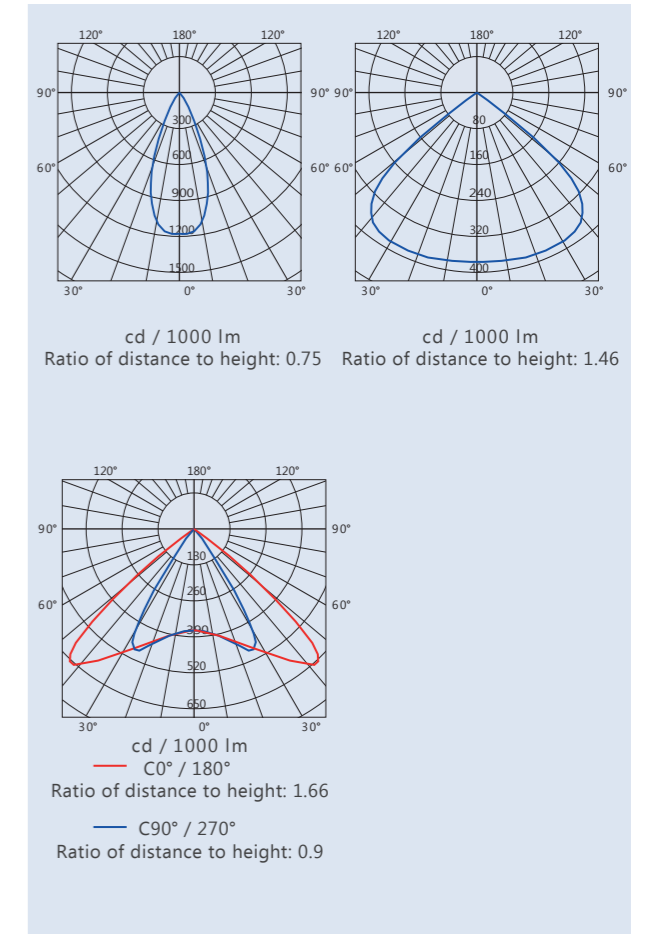 120° 180° 120°
90° 90°
300
600
60° 60°
900
1200
1500
30° 0° 30°
cd / 1000 lm
Ratio of distance to height: 0.75
120° 180° 120°
90° 90°
80
160
60° 60°
240
320
400
30° 0° 30°
cd / 1000 lm
Ratio of distance to height: 1.46
120° 180° 120°
90° 90°
130
260
60° 60°
390
520
650
30° 0° 30°
cd / 1000 lm
C0° / 180°
Ratio of distance to height: 1.66
C90° / 270°
Ratio of distance to height: 0.9